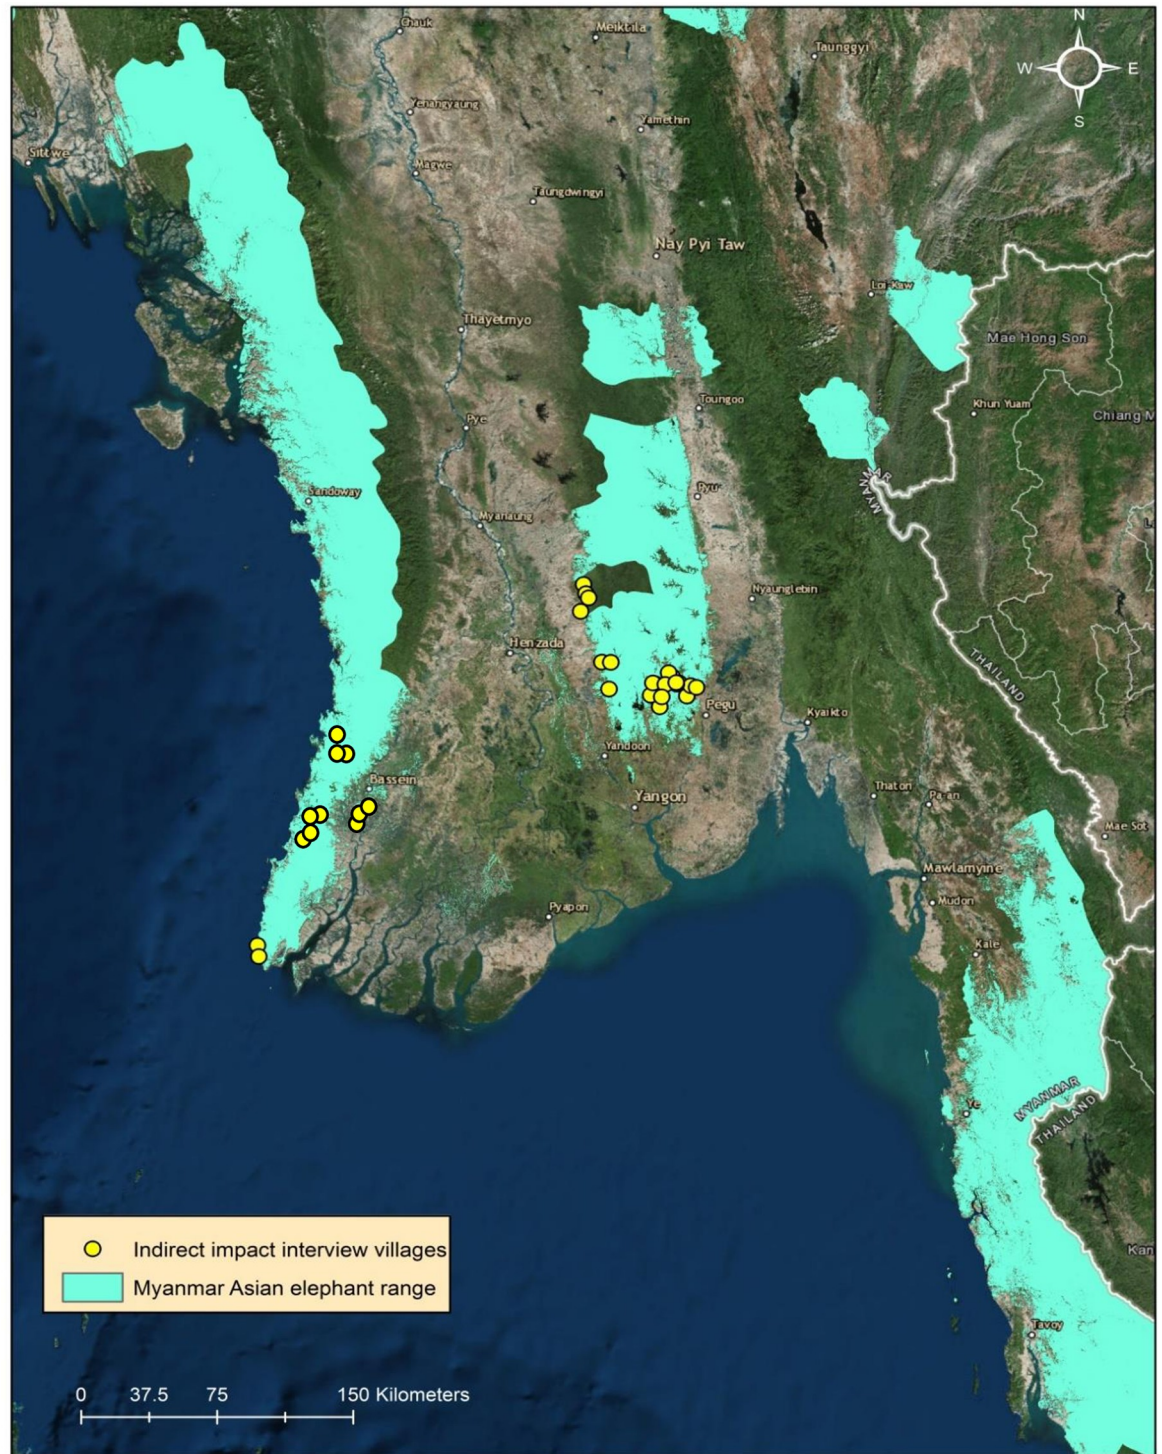 N
W
E
S
Chauk
Meiktila
Taunggyi
Yenangyaung
Yamethin
Sittwe
Magwe
Taungdwingyi
Nay Pyi Taw
Loi-Kaw
Thayetmyo
Mae Hong Son
Toungoo
Khun Yuam
Chiang M
Pye
Sandoway
Pyu
Myanaung
Nyaunglebin
Henzada
THAILAND
Pegu
Kyaikto
Yandoon
Bassein
Thaton
Pa-an
Yangon
Mae Sot
Mawlamyine
Mudon
Pyapon
Kale
MYANMAR
THAILAND
Ye
Kan
Tavoy
Indirect impact interview villages
Myanmar Asian elephant range
0 37.5 75 150 Kilometers